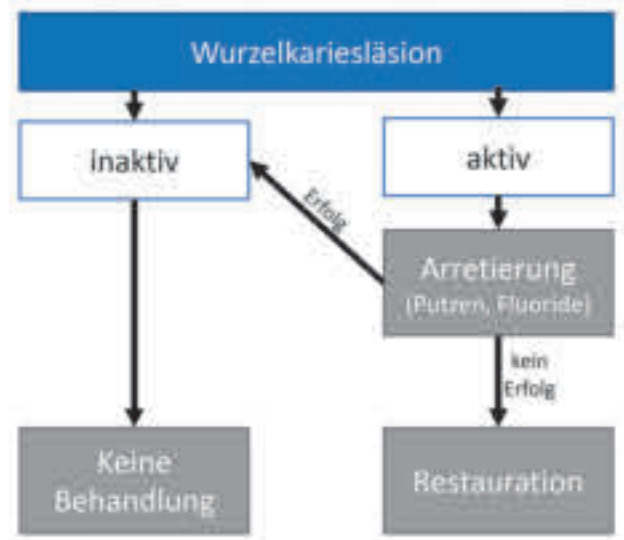 Wurzelkariesläsion
inaktiv
aktiv
Erfolg
Arretierung
(Putzen, Fluoride)
kein
Erfolg
Keine
Behandlung
Restauration